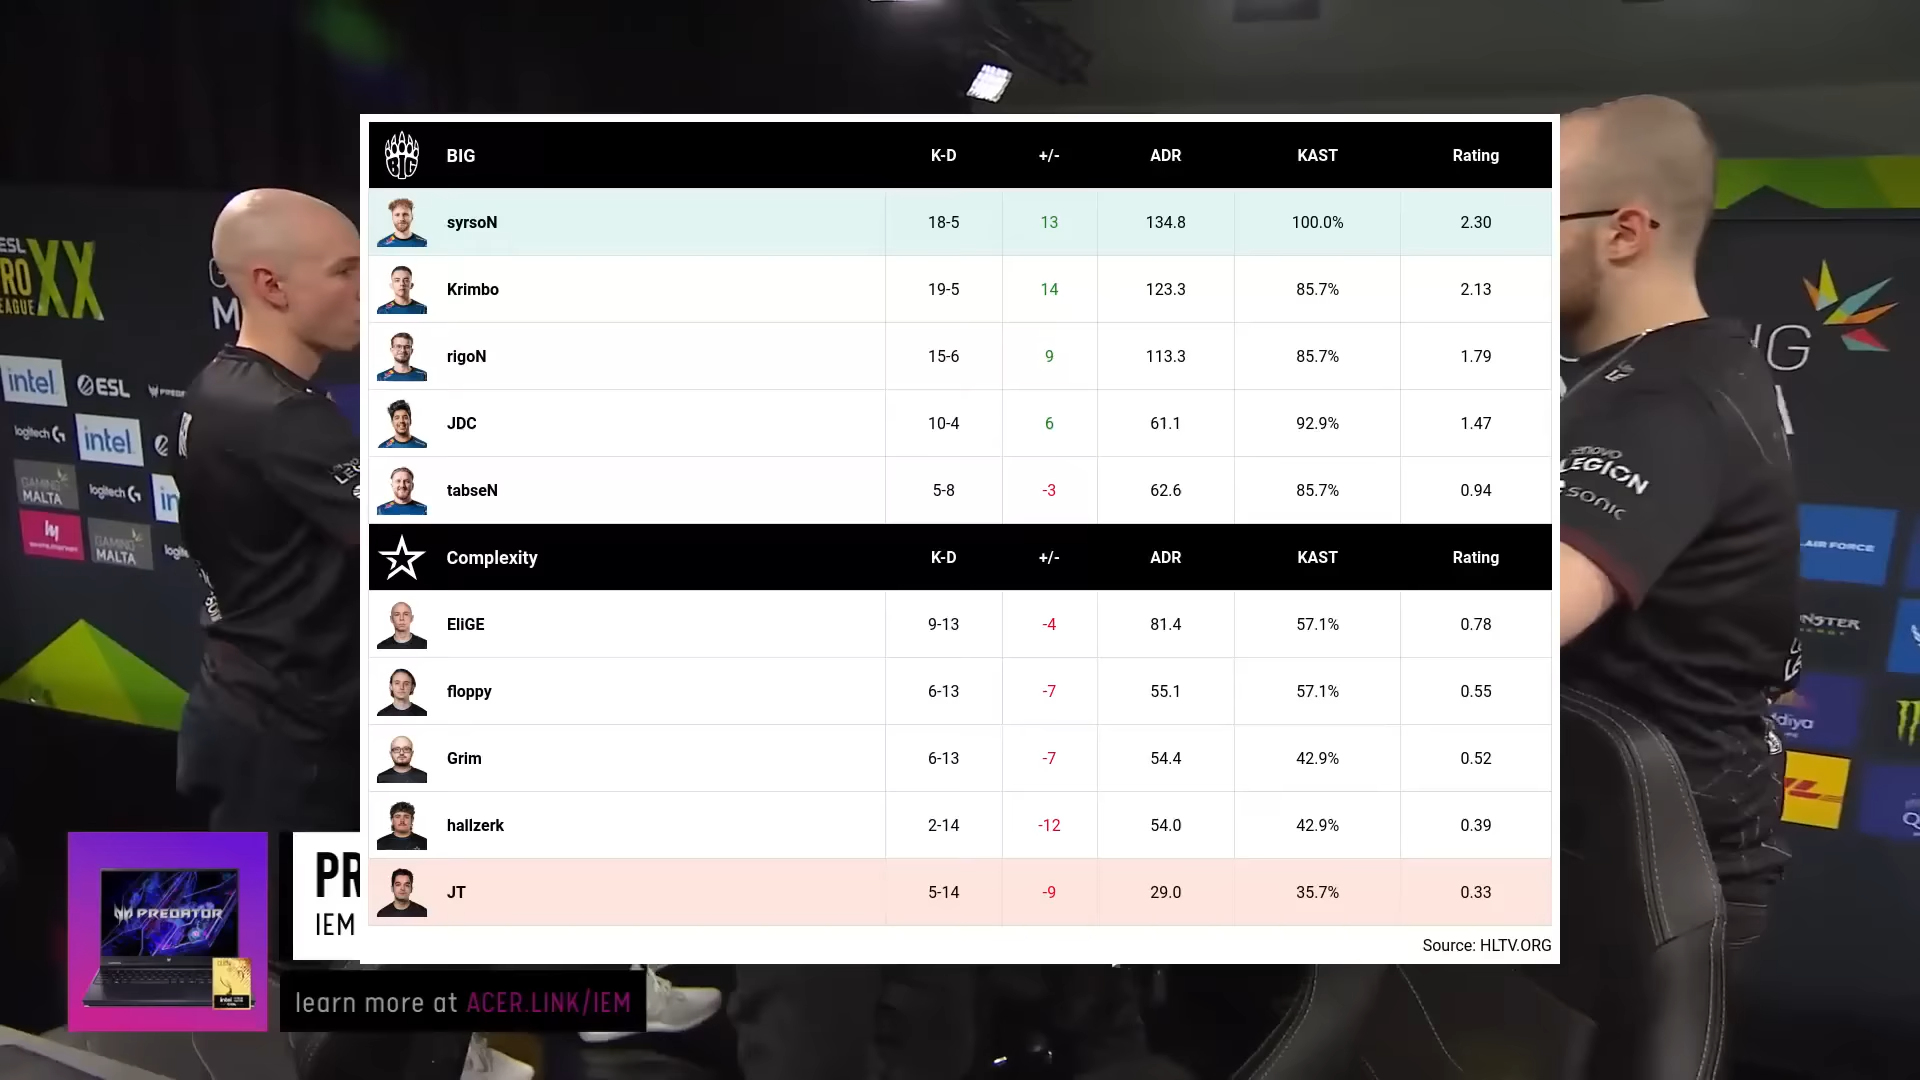 BIG K-D +/- ADR KAST Rating
syrsoN 18-5 13 134.8 100.0% 2.30
Krimbo 19-5 14 123.3 85.7% 2.13
rigoN 15-6 9 113.3 85.7% 1.79
JDC 10-4 6 61.1 92.9% 1.47
tabseN 5-8 -3 62.6 85.7% 0.94
Complexity K-D +/- ADR KAST Rating
EliGE 9-13 -4 81.4 57.1% 0.78
floppy 6-13 -7 55.1 57.1% 0.55
Grim 6-13 -7 54.4 42.9% 0.52
hallzerk 2-14 -12 54.0 42.9% 0.39
JT 5-14 -9 29.0 35.7% 0.33
Source: HLTV.ORG
ESL
XX
intel
ESL
logitech G
intel
GAMING MALTA
logitech G
GAMING MALTA
PREDATOR
IEM
learn more at ACER.LINK/IEM
LEGION
AIR FORCE